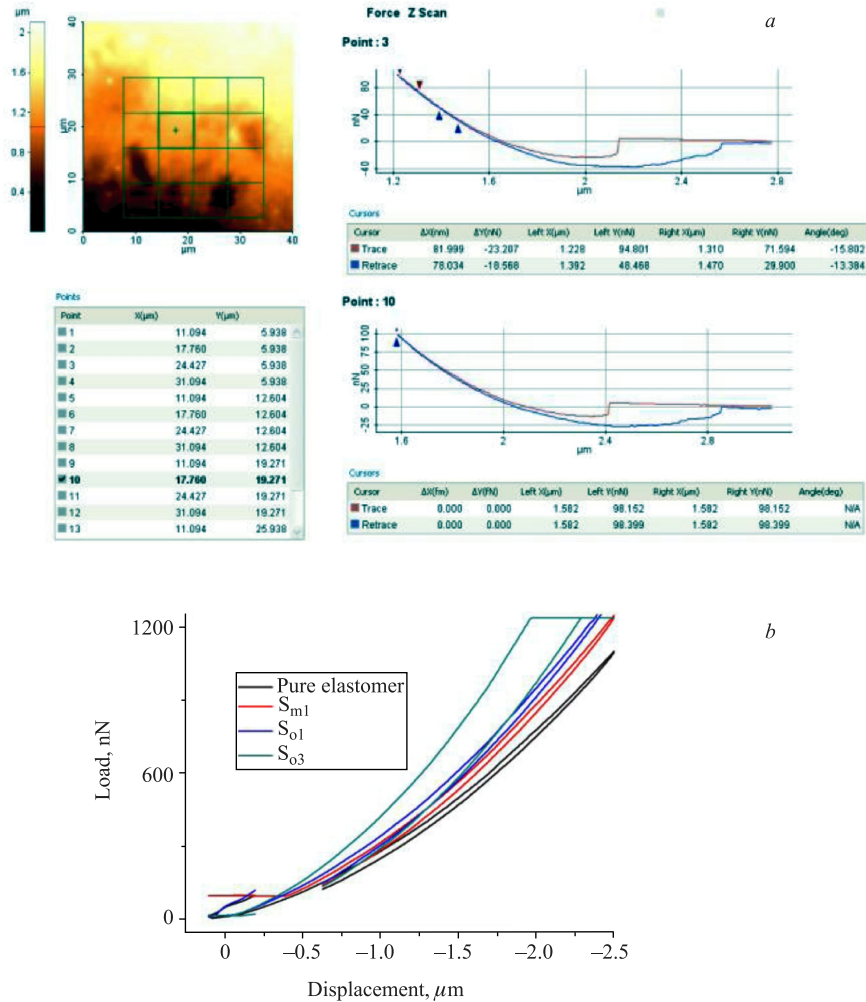 µm
2
1.6
1.2
0.8
0.4
40
30
20
10
0
µm
0 10 20 30 40
µm
Points
Point X(µm) Y(µm)
1 11.094 5.938
2 17.760 5.938
3 24.427 5.938
4 31.094 5.938
5 11.094 12.604
6 17.760 12.604
7 24.427 12.604
8 31.094 12.604
9 11.094 19.271
10 17.760 19.271
11 24.427 19.271
12 31.094 19.271
13 11.094 25.938
Force Z Scan
a
Point : 3
80
40
0
-40
nN
1.2 1.6 2 2.4 2.8
µm
Cursors
Cursor ΔX(nm) ΔY(nN) Left X(µm) Left Y(nN) Right X(µm) Right Y(nN) Angle(deg)
Trace 81.999 -23.207 1.228 94.801 1.310 71.594 -15.802
Retrace 78.034 -18.568 1.392 48.468 1.470 29.900 -13.384
Point : 10
100
75
50
25
0
-25
nN
1.6 2 2.4 2.8
µm
Cursors
Cursor ΔX(fm) ΔY(fN) Left X(µm) Left Y(nN) Right X(µm) Right Y(nN) Angle(deg)
Trace 0.000 0.000 1.582 98.152 1.582 98.152 N/A
Retrace 0.000 0.000 1.582 98.399 1.582 98.399 N/A
b
1200
600
0
Load, nN
Pure elastomer
Sm1
So1
So3
0 –0.5 –1.0 –1.5 –2.0 –2.5
Displacement, µm